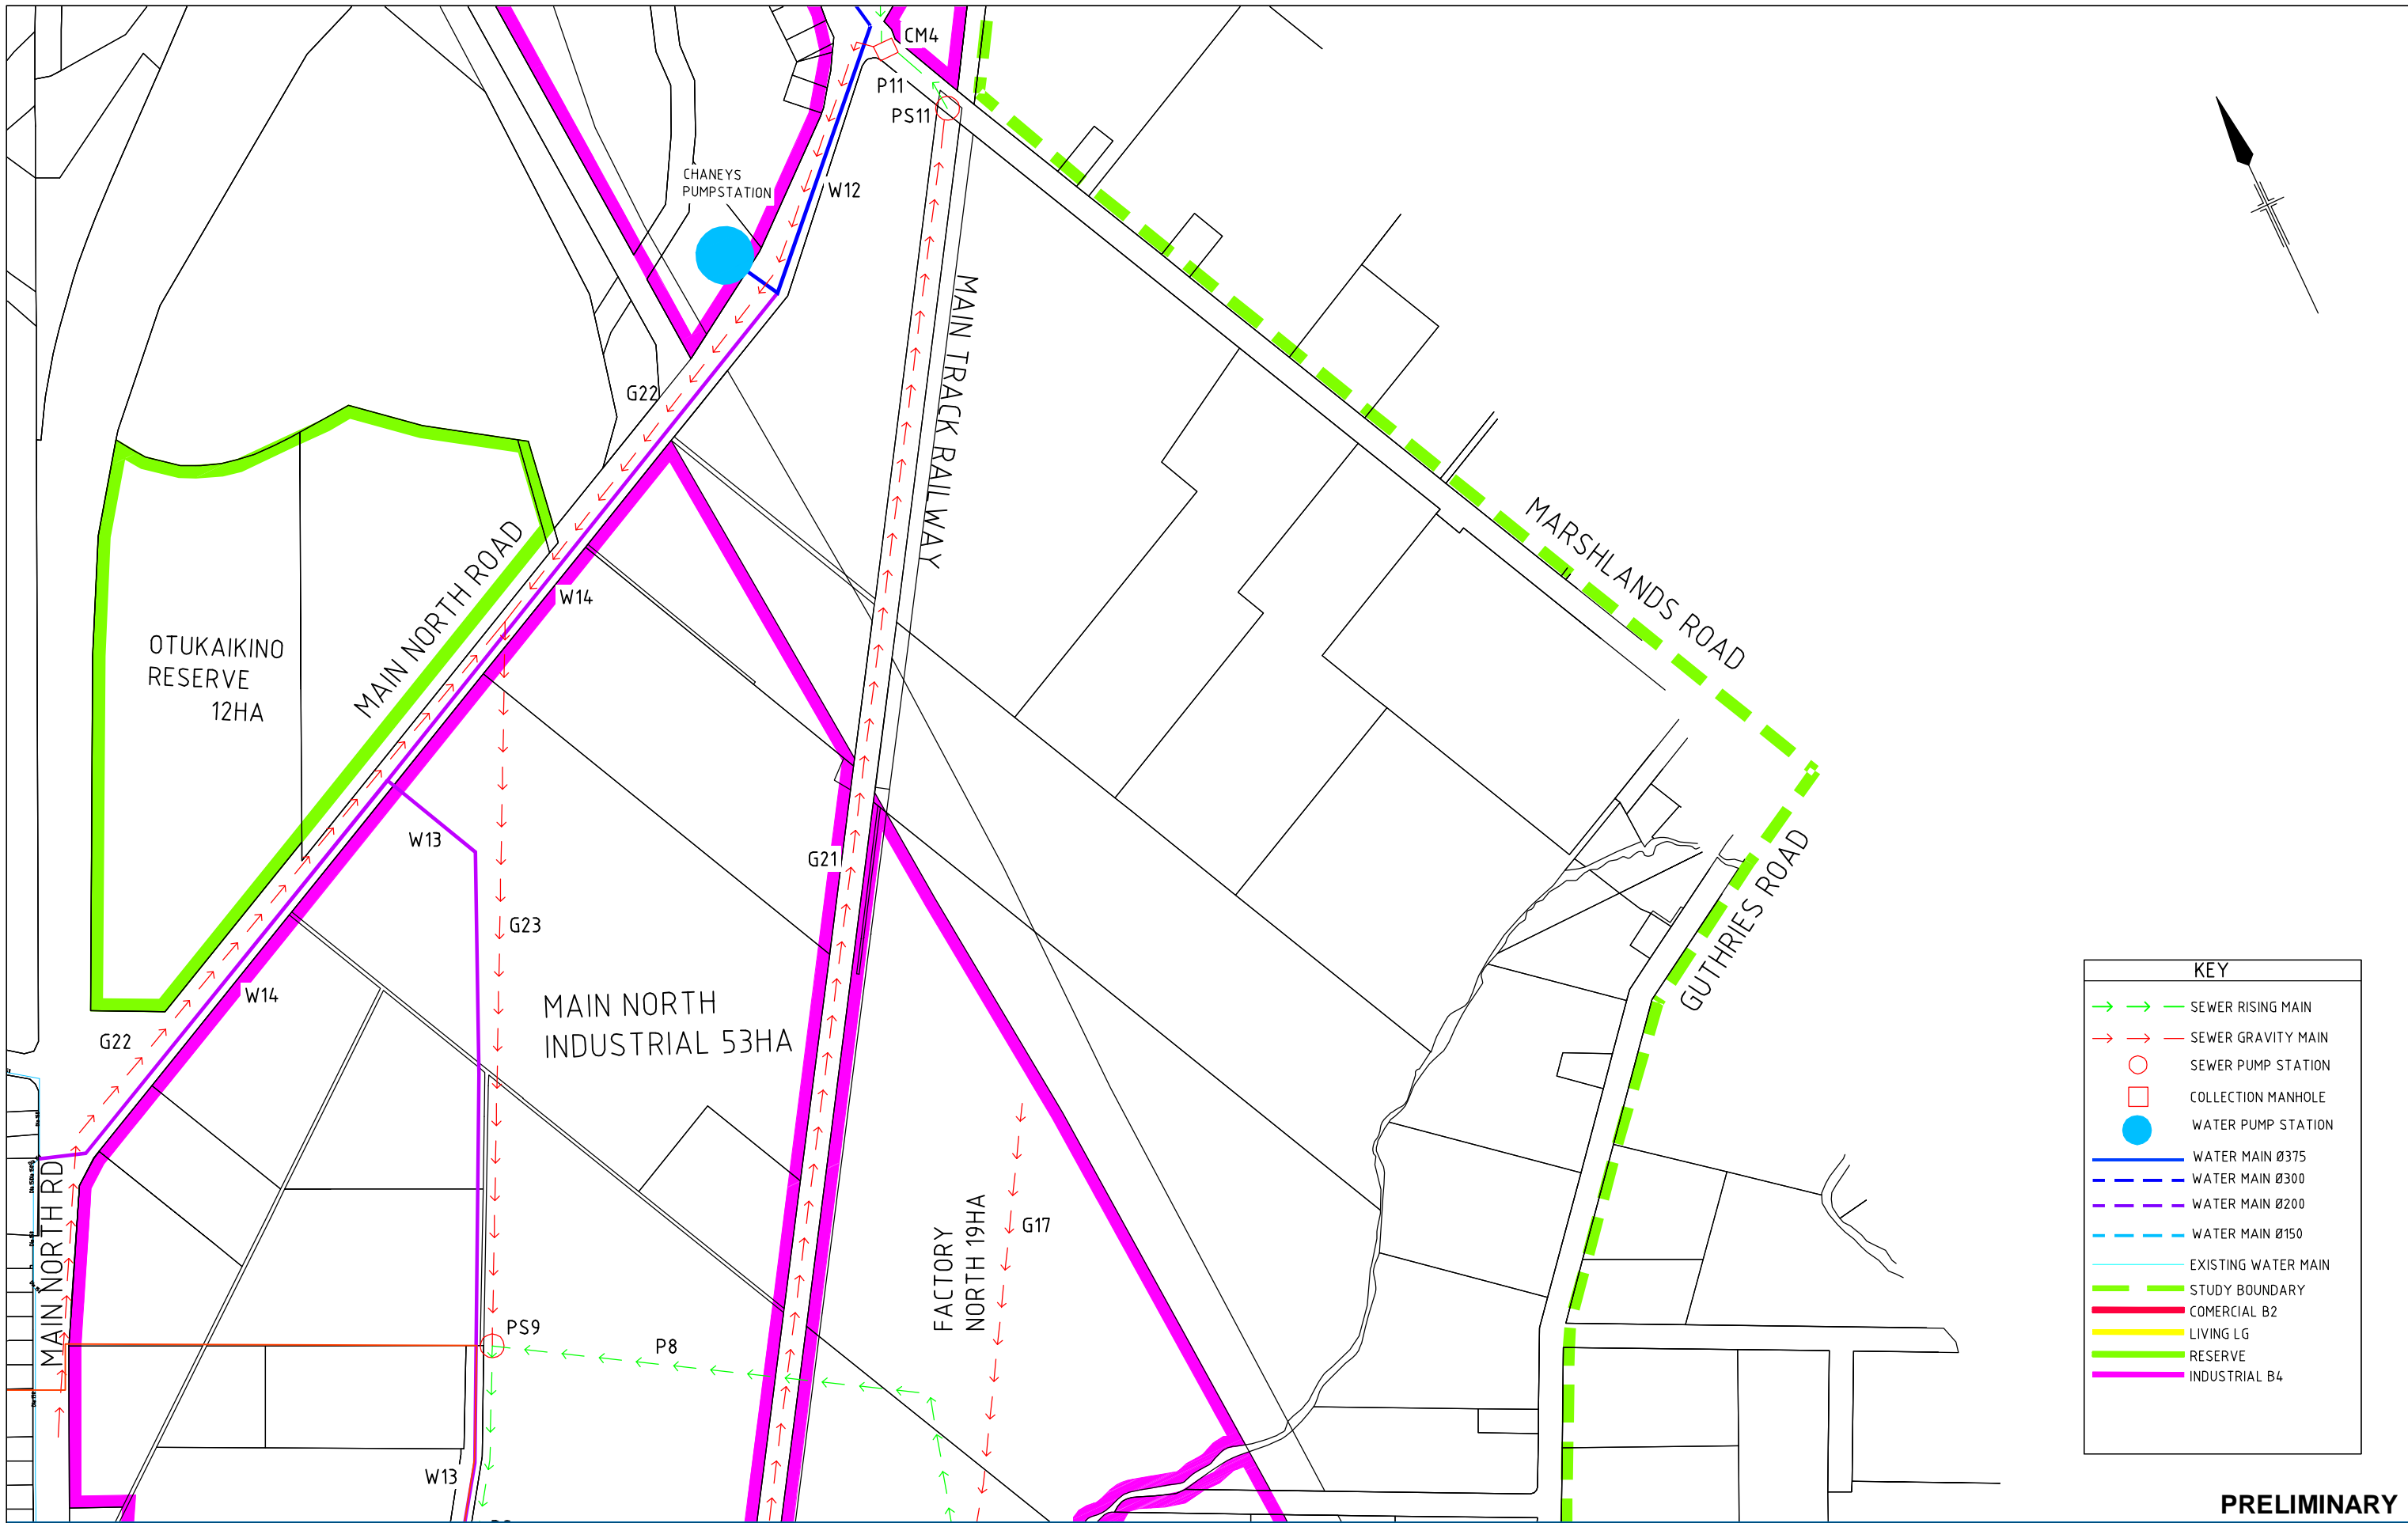 CM4
P11
PS11
CHANEYS
PUMPSTATION
W12
MAIN TRACK RAILWAY
G22
MARSHLANDS ROAD
MAIN NORTH ROAD
W14
OTUKAIKINO
RESERVE
12HA
W13
G21
GUTHRIES ROAD
G23
W14
MAIN NORTH
INDUSTRIAL 53HA
G22
MAIN NORTH RD
FACTORY
NORTH 19HA
G17
PS9
P8
W13
KEY
SEWER RISING MAIN
SEWER GRAVITY MAIN
SEWER PUMP STATION
COLLECTION MANHOLE
WATER PUMP STATION
WATER MAIN Ø375
WATER MAIN Ø300
WATER MAIN Ø200
WATER MAIN Ø150
EXISTING WATER MAIN
STUDY BOUNDARY
COMERCIAL B2
LIVING LG
RESERVE
INDUSTRIAL B4
PRELIMINARY